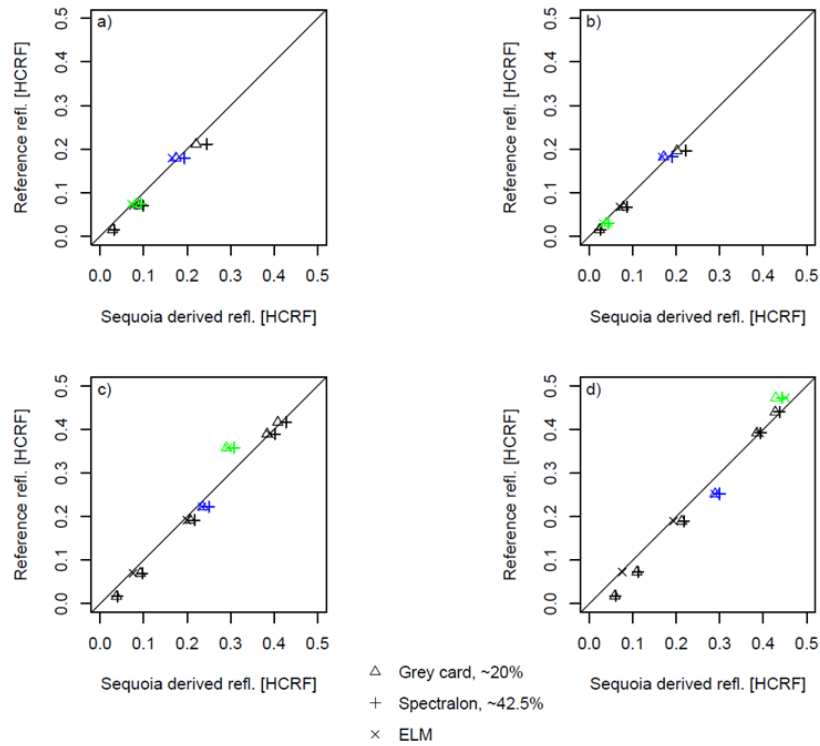 a)
0.0 0.1 0.2 0.3 0.4 0.5
Reference refl. [HCRF]
0.0 0.1 0.2 0.3 0.4 0.5
Sequoia derived refl. [HCRF]
b)
0.0 0.1 0.2 0.3 0.4 0.5
Reference refl. [HCRF]
0.0 0.1 0.2 0.3 0.4 0.5
Sequoia derived refl. [HCRF]
c)
0.0 0.1 0.2 0.3 0.4 0.5
Reference refl. [HCRF]
0.0 0.1 0.2 0.3 0.4 0.5
Sequoia derived refl. [HCRF]
d)
0.0 0.1 0.2 0.3 0.4 0.5
Reference refl. [HCRF]
0.0 0.1 0.2 0.3 0.4 0.5
Sequoia derived refl. [HCRF]
Grey card, ~20%
Spectralon, ~42.5%
ELM